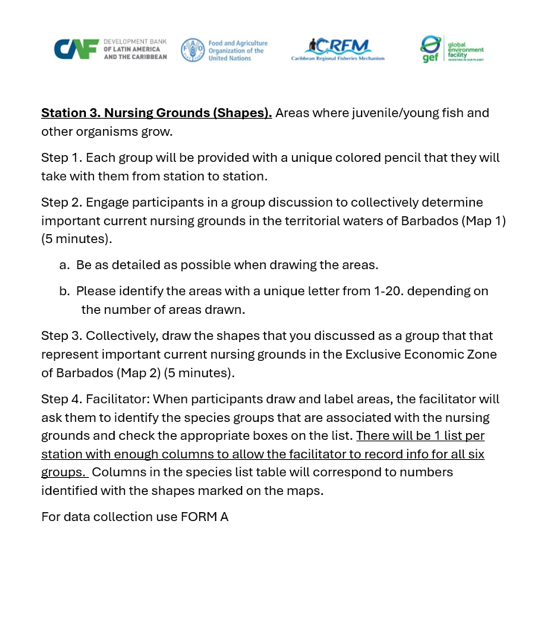 CAF DEVELOPMENT BANK
OF LATIN AMERICA
AND THE CARIBBEAN
FAO
Food and Agriculture
Organization of the
United Nations
CRFM
Caribbean Regional Fisheries Mechanism
gef
global
environment
facility
Station 3. Nursing Grounds (Shapes). Areas where juvenile/young fish and
other organisms grow.
Step 1. Each group will be provided with a unique colored pencil that they will
take with them from station to station.
Step 2. Engage participants in a group discussion to collectively determine
important current nursing grounds in the territorial waters of Barbados (Map 1)
(5 minutes).
a. Be as detailed as possible when drawing the areas.
b. Please identify the areas with a unique letter from 1-20. depending on
the number of areas drawn.
Step 3. Collectively, draw the shapes that you discussed as a group that that
represent important current nursing grounds in the Exclusive Economic Zone
of Barbados (Map 2) (5 minutes).
Step 4. Facilitator: When participants draw and label areas, the facilitator will
ask them to identify the species groups that are associated with the nursing
grounds and check the appropriate boxes on the list. There will be 1 list per
station with enough columns to allow the facilitator to record info for all six
groups. Columns in the species list table will correspond to numbers
identified with the shapes marked on the maps.
For data collection use FORM A